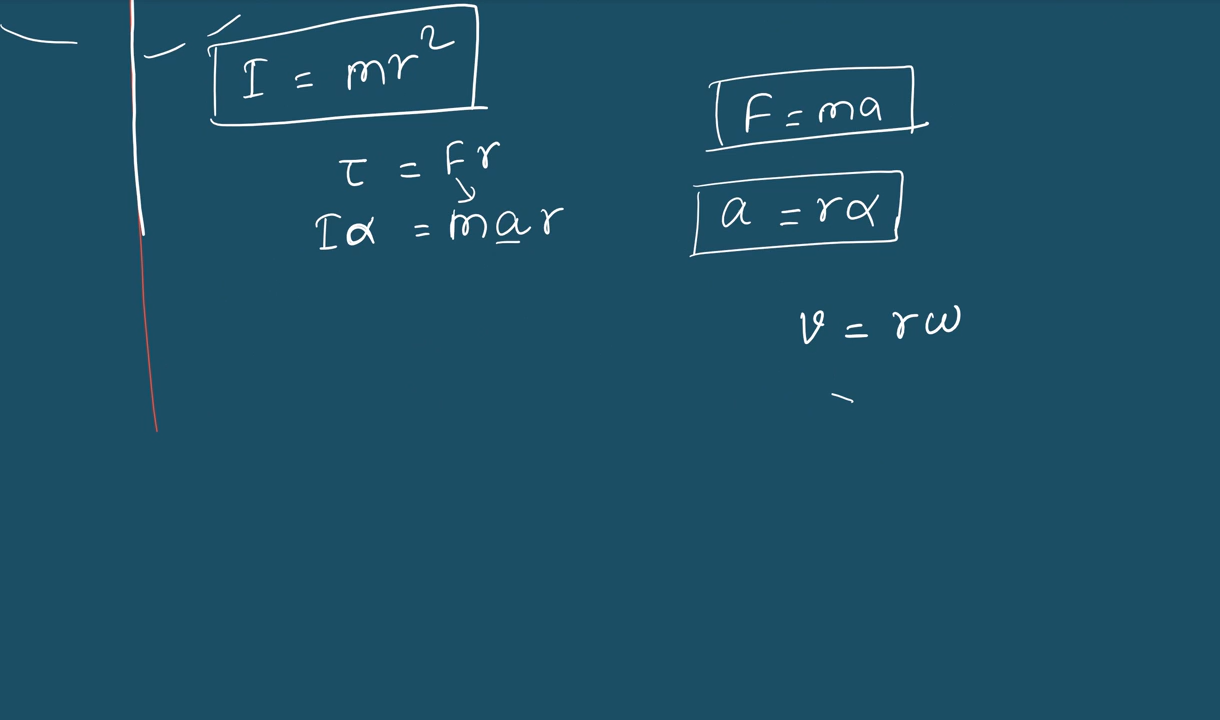 I = mr²
τ = Fr
Iα = mar
F = ma
a = rα
v = rω